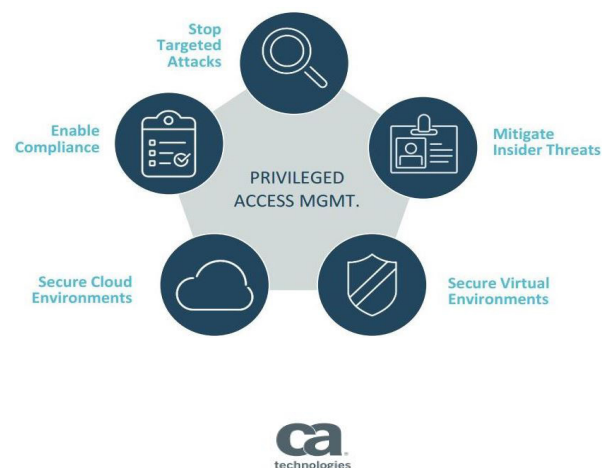 Stop
Targeted
Attacks
Enable
Compliance
Mitigate
Insider Threats
PRIVILEGED
ACCESS MGMT.
Secure Cloud
Environments
Secure Virtual
Environments
ca
technologies